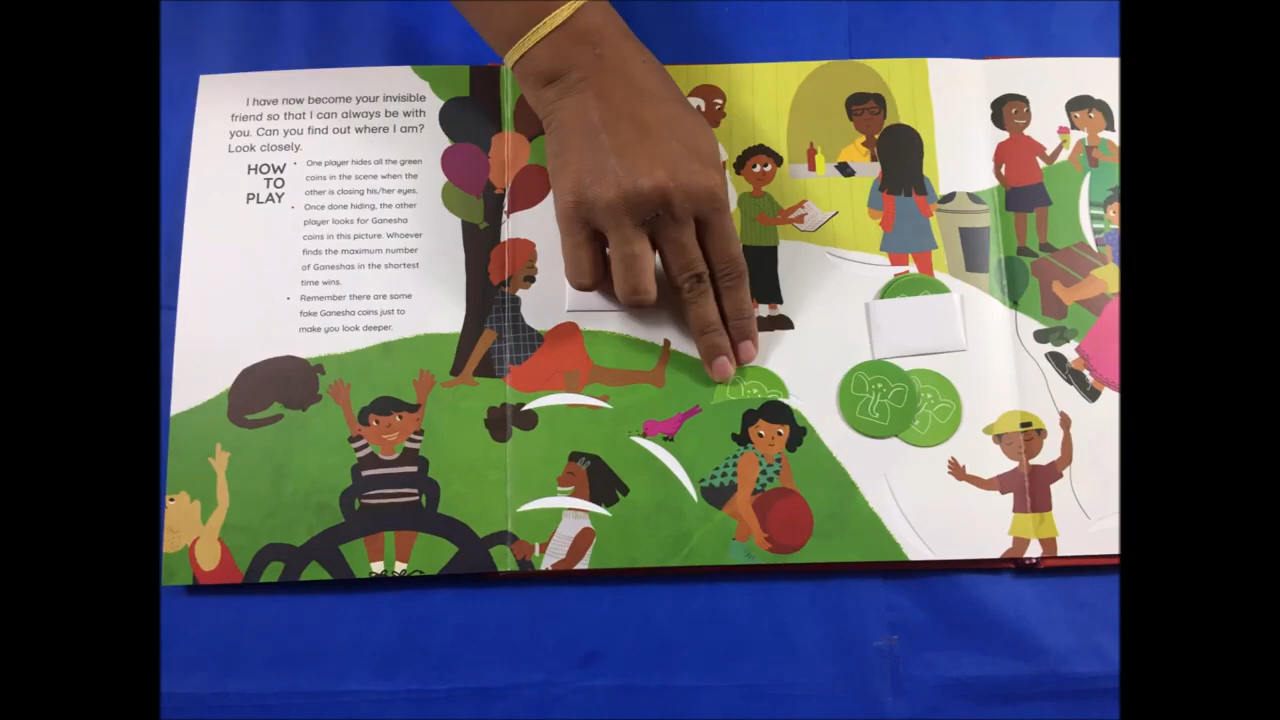 I have now become your invisible
friend so that I can always be with
you. Can you find out where I am?
Look closely.
HOW
TO
PLAY
• One player hides all the green
coins in the scene when the
other is closing his/her eyes.
• Once done hiding, the other
player looks for Ganesha
coins in this picture. Whoever
finds the maximum number
of Ganeshas in the shortest
time wins.
• Remember there are some
fake Ganesha coins just to
make you look deeper.